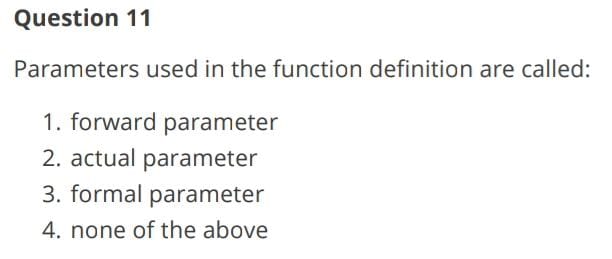 Question 11
Parameters used in the function definition are called:
1. forward parameter
2. actual parameter
3. formal parameter
4. none of the above